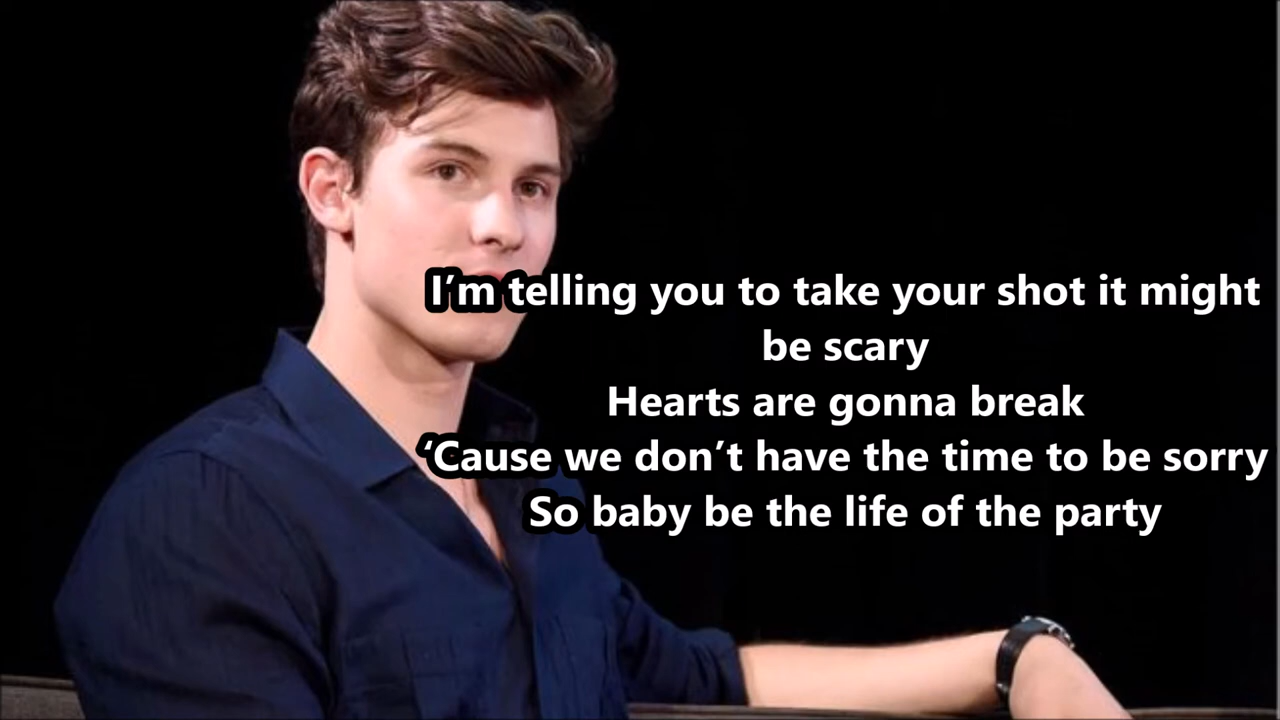 I’m telling you to take your shot it might
be scary
Hearts are gonna break
‘Cause we don’t have the time to be sorry
So baby be the life of the party